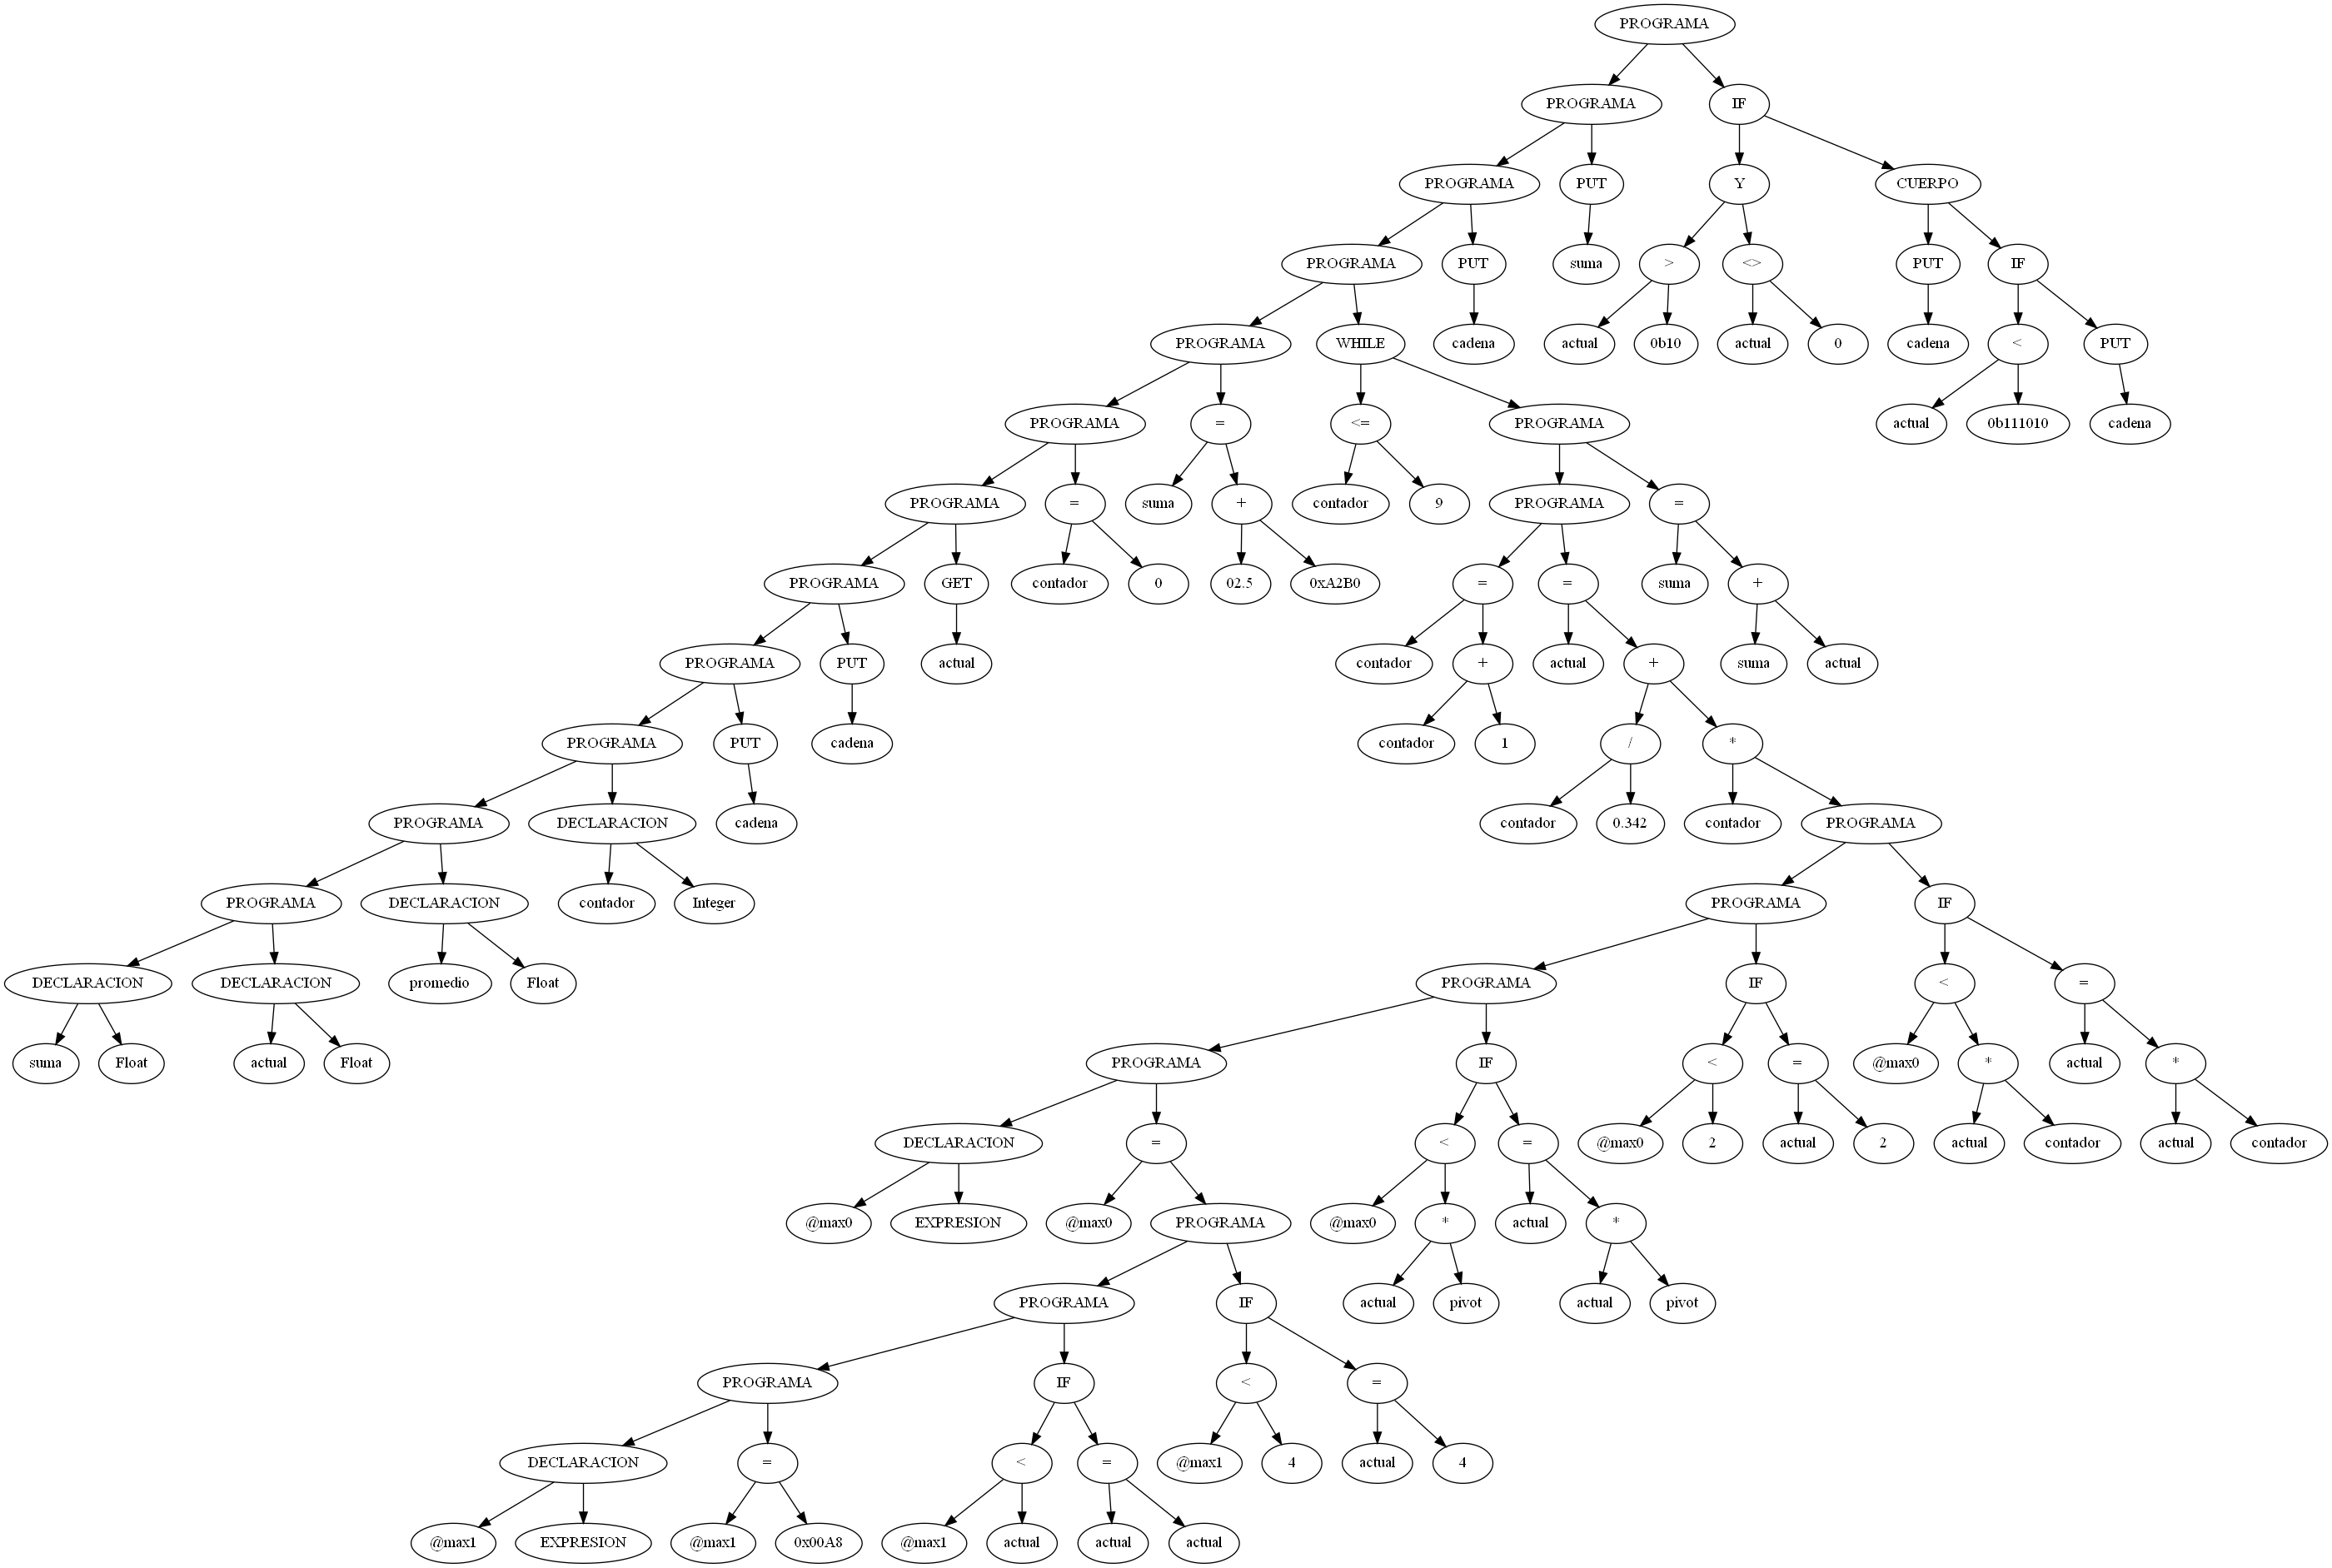 PROGRAMA
PROGRAMA IF
PROGRAMA PUT Y CUERPO
PROGRAMA PUT suma > <> PUT IF
PROGRAMA WHILE cadena actual 0b10 actual 0 cadena < PUT
PROGRAMA = <= PROGRAMA actual 0b111010 cadena
PROGRAMA = suma + contador 9 PROGRAMA =
PROGRAMA GET contador 0 02.5 0xA2B0 = = suma +
PROGRAMA PUT actual contador + actual + suma actual
PROGRAMA PUT cadena contador 1 / *
PROGRAMA DECLARACION cadena contador 0.342 contador PROGRAMA
PROGRAMA DECLARACION contador Integer PROGRAMA IF
DECLARACION DECLARACION promedio Float PROGRAMA IF < =
suma Float actual Float PROGRAMA IF < = @max0 * actual *
DECLARACION = < = @max0 2 actual 2 actual contador actual contador
@max0 EXPRESION @max0 PROGRAMA @max0 * actual *
PROGRAMA IF actual pivot actual pivot
PROGRAMA IF < =
DECLARACION = < = @max1 4 actual 4
@max1 EXPRESION @max1 0x00A8 @max1 actual actual actual